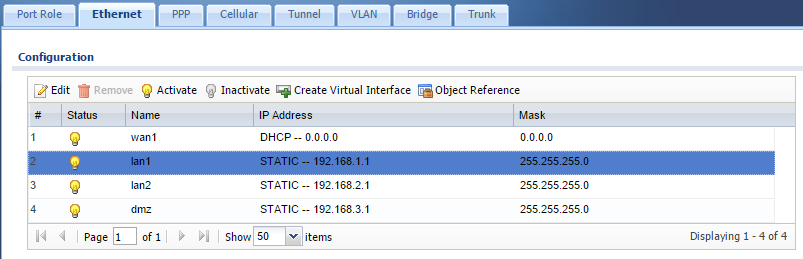 Port Role Ethernet PPP Cellular Tunnel VLAN Bridge Trunk
Configuration
Edit Remove Activate Inactivate Create Virtual Interface Object Reference
# Status Name IP Address Mask
1 wan1 DHCP -- 0.0.0.0 0.0.0.0
2 lan1 STATIC -- 192.168.1.1 255.255.255.0
3 lan2 STATIC -- 192.168.2.1 255.255.255.0
4 dmz STATIC -- 192.168.3.1 255.255.255.0
Page 1 of 1 Show 50 items Displaying 1 - 4 of 4